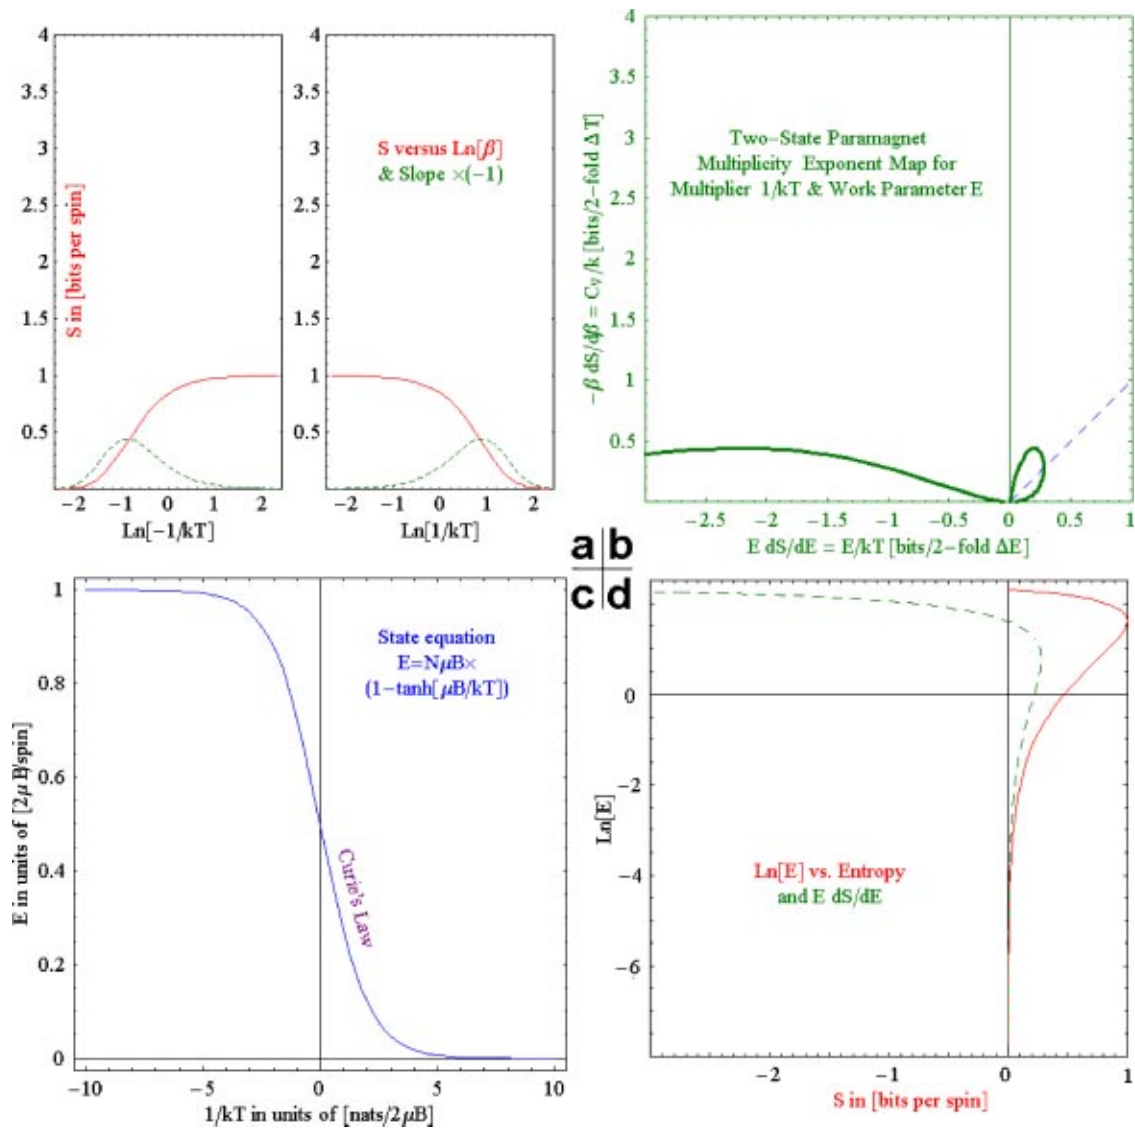 4
3.5
3
2.5
2
1.5
1
0.5
S in [bits per spin]
−2 −1 0 1 2
Ln[−1/kT]
4
3.5
3
2.5
2
1.5
1
0.5
S versus Ln[β]
& Slope ×(−1)
−2 −1 0 1 2
Ln[1/kT]
4
3.5
3
2.5
2
1.5
1
0.5
−β dS/dβ = Cv/k [bits/2−fold ΔT]
Two−State Paramagnet
Multiplicity Exponent Map for
Multiplier 1/kT & Work Parameter E
−2.5 −2 −1.5 −1 −0.5 0 0.5 1
E dS/dE = E/kT [bits/2−fold ΔE]
a b
c d
1
0.8
0.6
0.4
0.2
0
E in units of [2μB/spin]
State equation
E=NμB×
(1−tanh[μB/kT])
Curie's Law
−10 −5 0 5 10
1/kT in units of [nats/2μB]
0
−2
−4
−6
Ln[E]
Ln[E] vs. Entropy
and E dS/dE
−2 −1 0 1
S in [bits per spin]